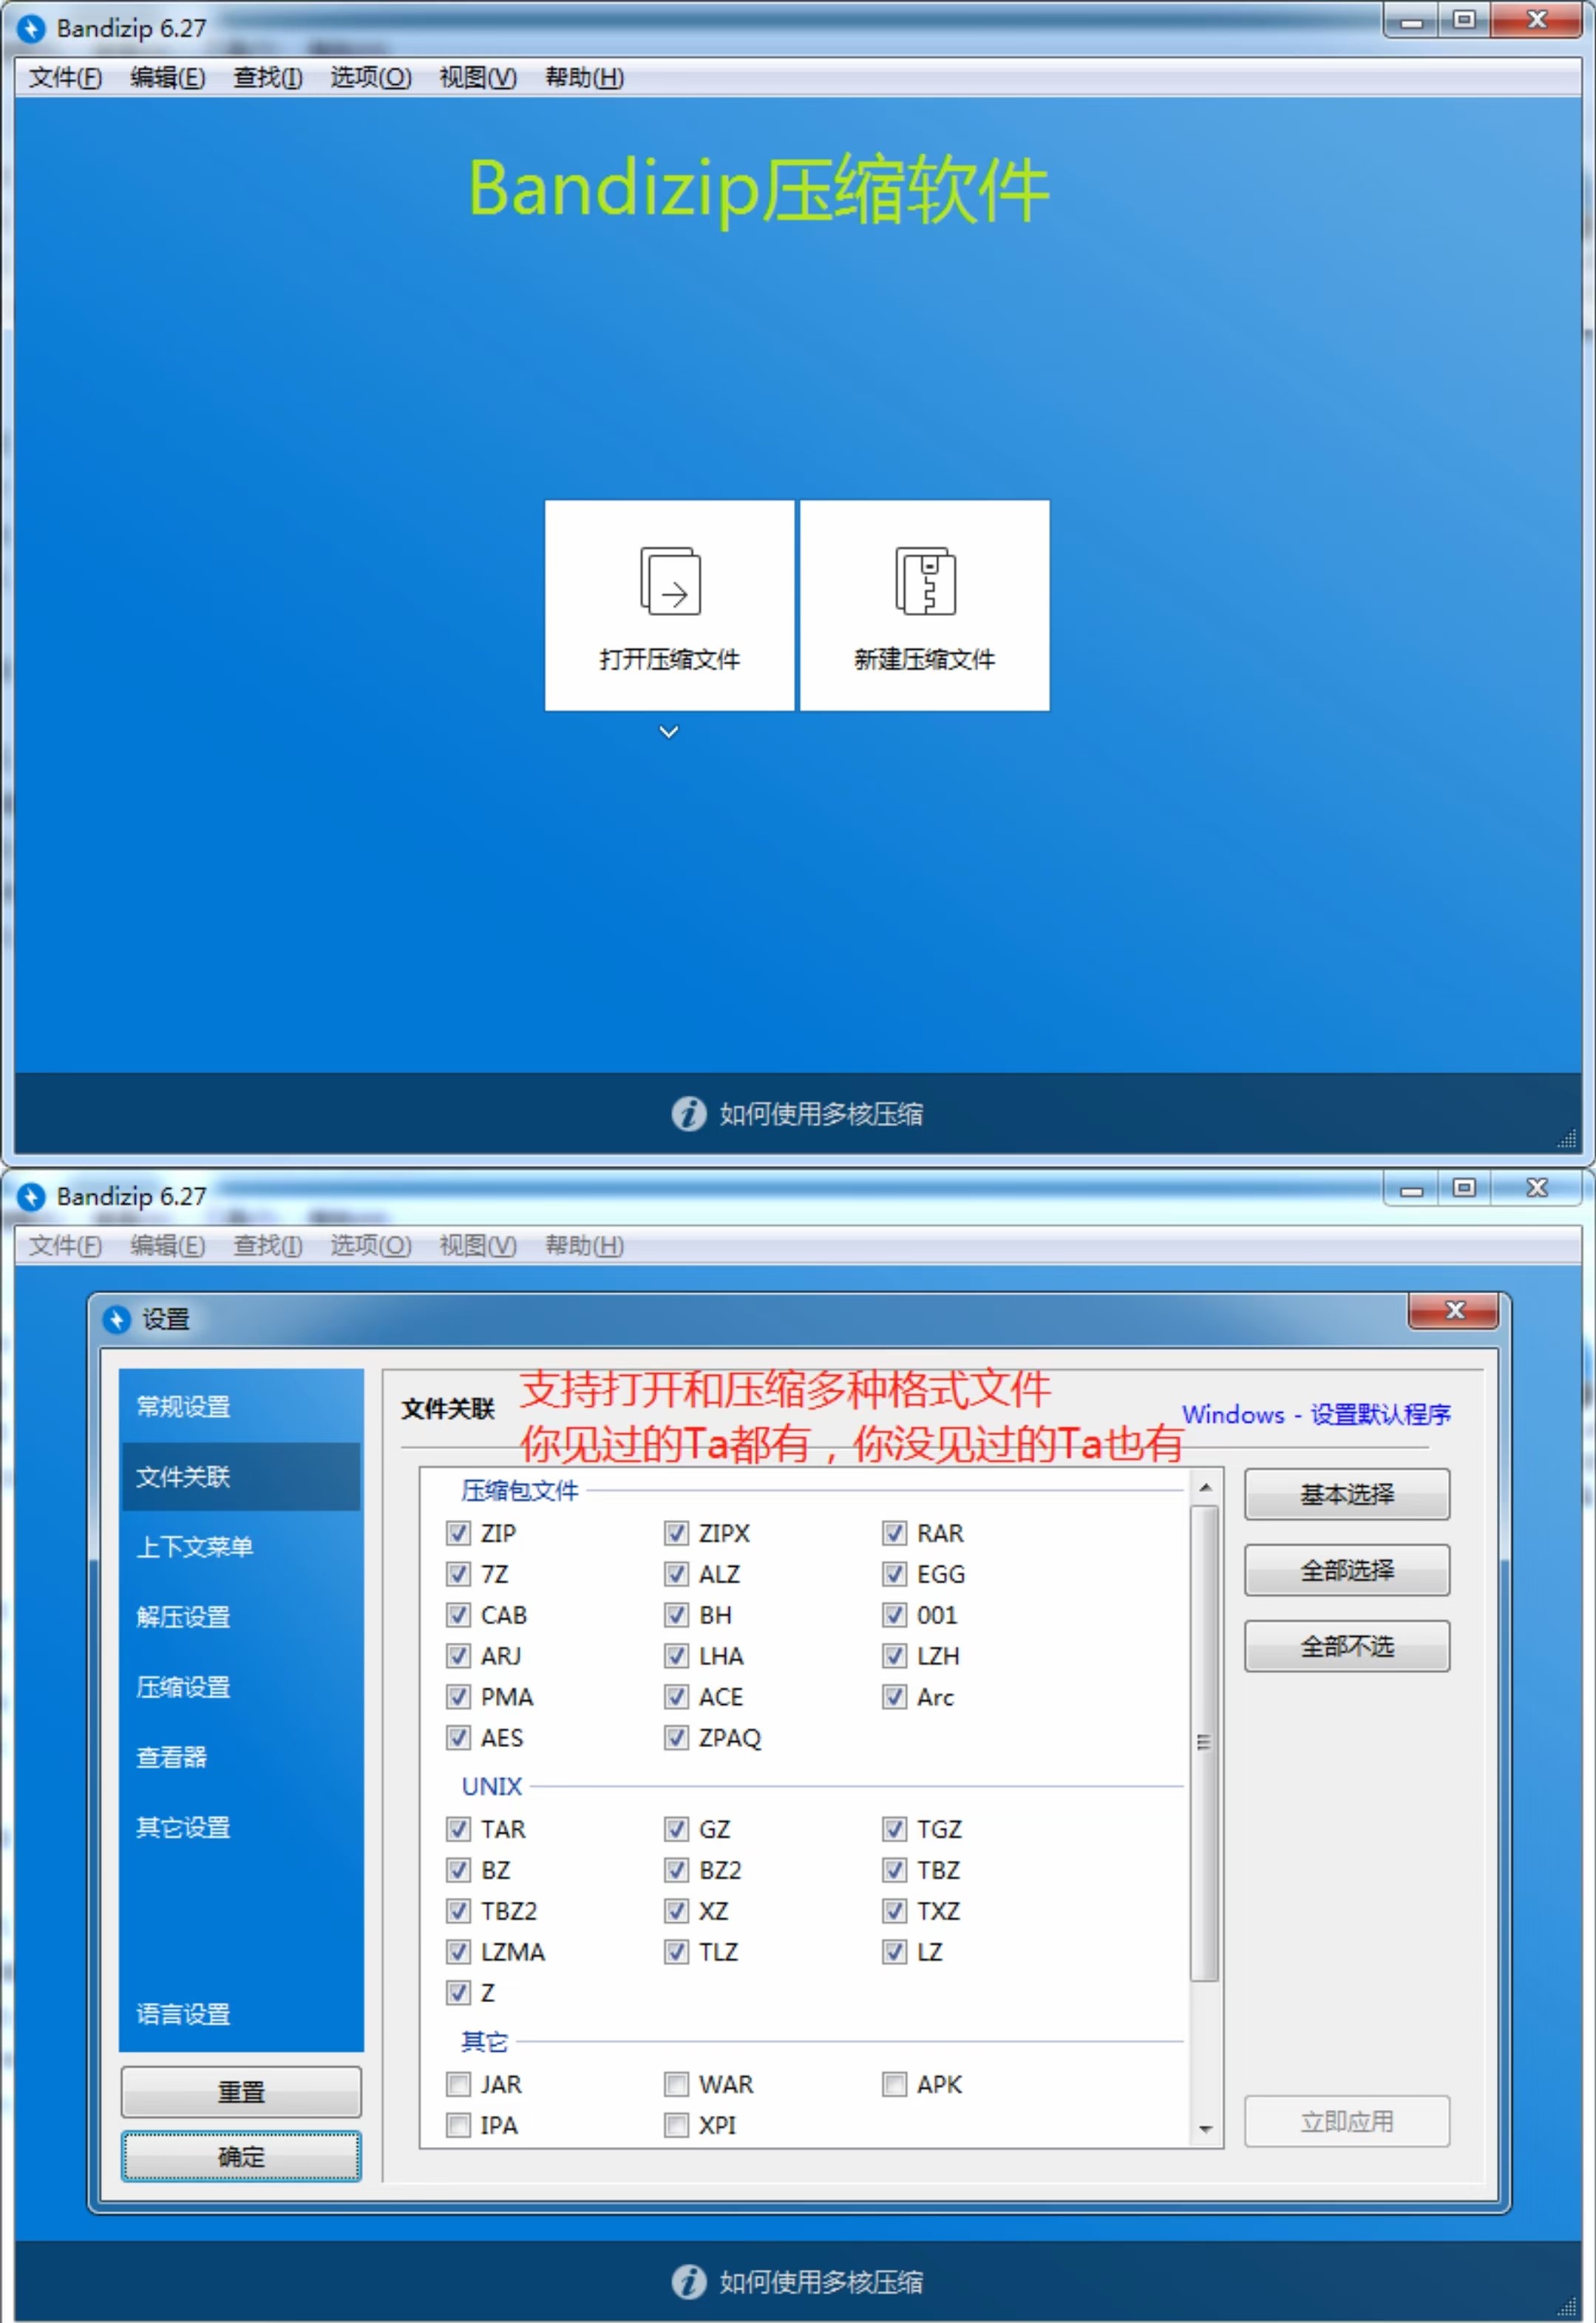 Bandizip 6.27
文件(F) 编辑(E) 查找(I) 选项(O) 视图(V) 帮助(H)
Bandizip压缩软件
打开压缩文件 新建压缩文件
如何使用多核压缩
Bandizip 6.27
文件(F) 编辑(E) 查找(I) 选项(O) 视图(V) 帮助(H)
设置
常规设置
文件关联
上下文菜单
解压设置
压缩设置
查看器
其它设置
语言设置
重置
确定
文件关联
支持打开和压缩多种格式文件
你见过的Ta都有，你没见过的Ta也有
Windows - 设置默认程序
压缩包文件
ZIP ZIPX RAR
7Z ALZ EGG
CAB BH 001
ARJ LHA LZH
PMA ACE Arc
AES ZPAQ
UNIX
TAR GZ TGZ
BZ BZ2 TBZ
TBZ2 XZ TXZ
LZMA TLZ LZ
Z
其它
JAR WAR APK
IPA XPI
基本选择
全部选择
全部不选
立即应用
如何使用多核压缩